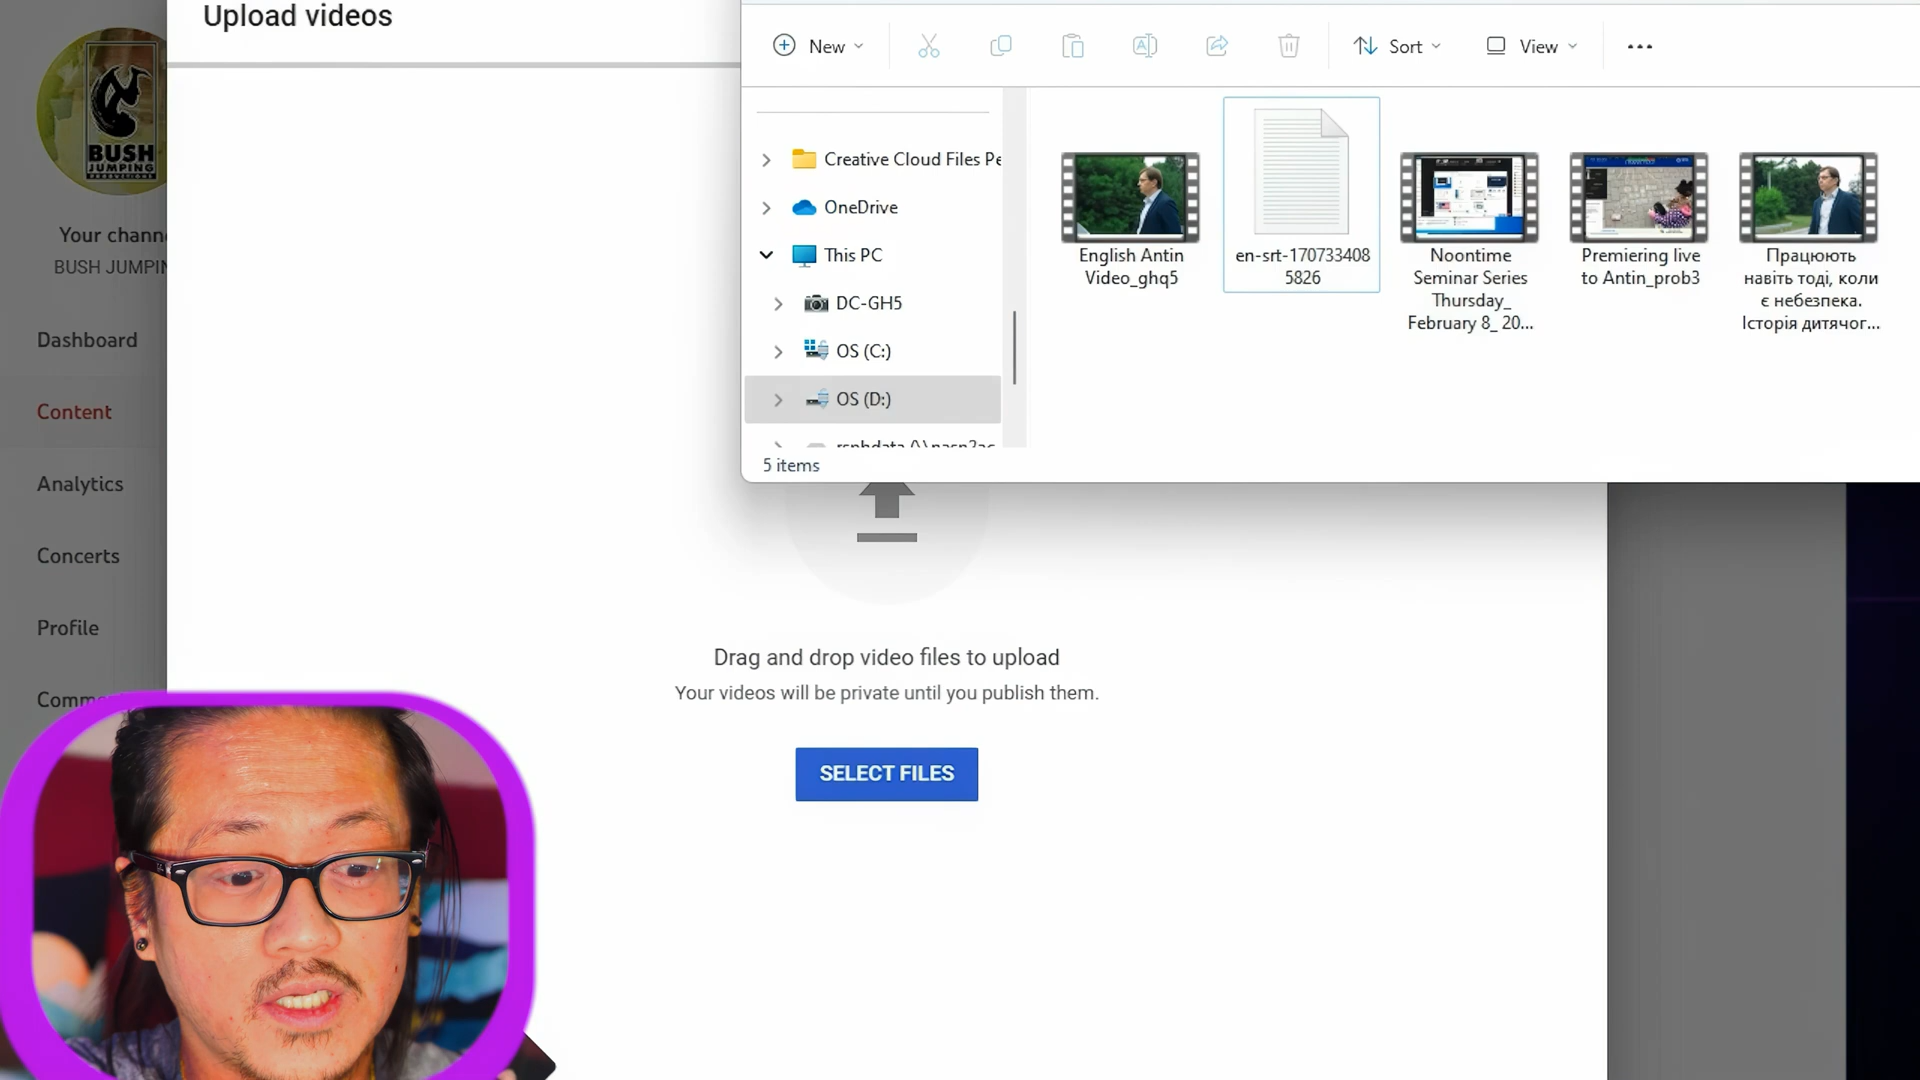 Upload videos
New
Sort
View
BUSH
JUMPING
PRODUCTIONS
Your chann
BUSH JUMPIN
Dashboard
Content
Analytics
Concerts
Profile
Comm
Creative Cloud Files Pe
OneDrive
This PC
DC-GH5
OS (C:)
OS (D:)
5 items
English Antin
Video_ghq5
en-srt-170733408
5826
Noontime
Seminar Series
Thursday_
February 8_ 20...
Premiering live
to Antin_prob3
Працюють
навіть тоді, коли
є небезпека.
Історія дитячог...
Drag and drop video files to upload
Your videos will be private until you publish them.
SELECT FILES